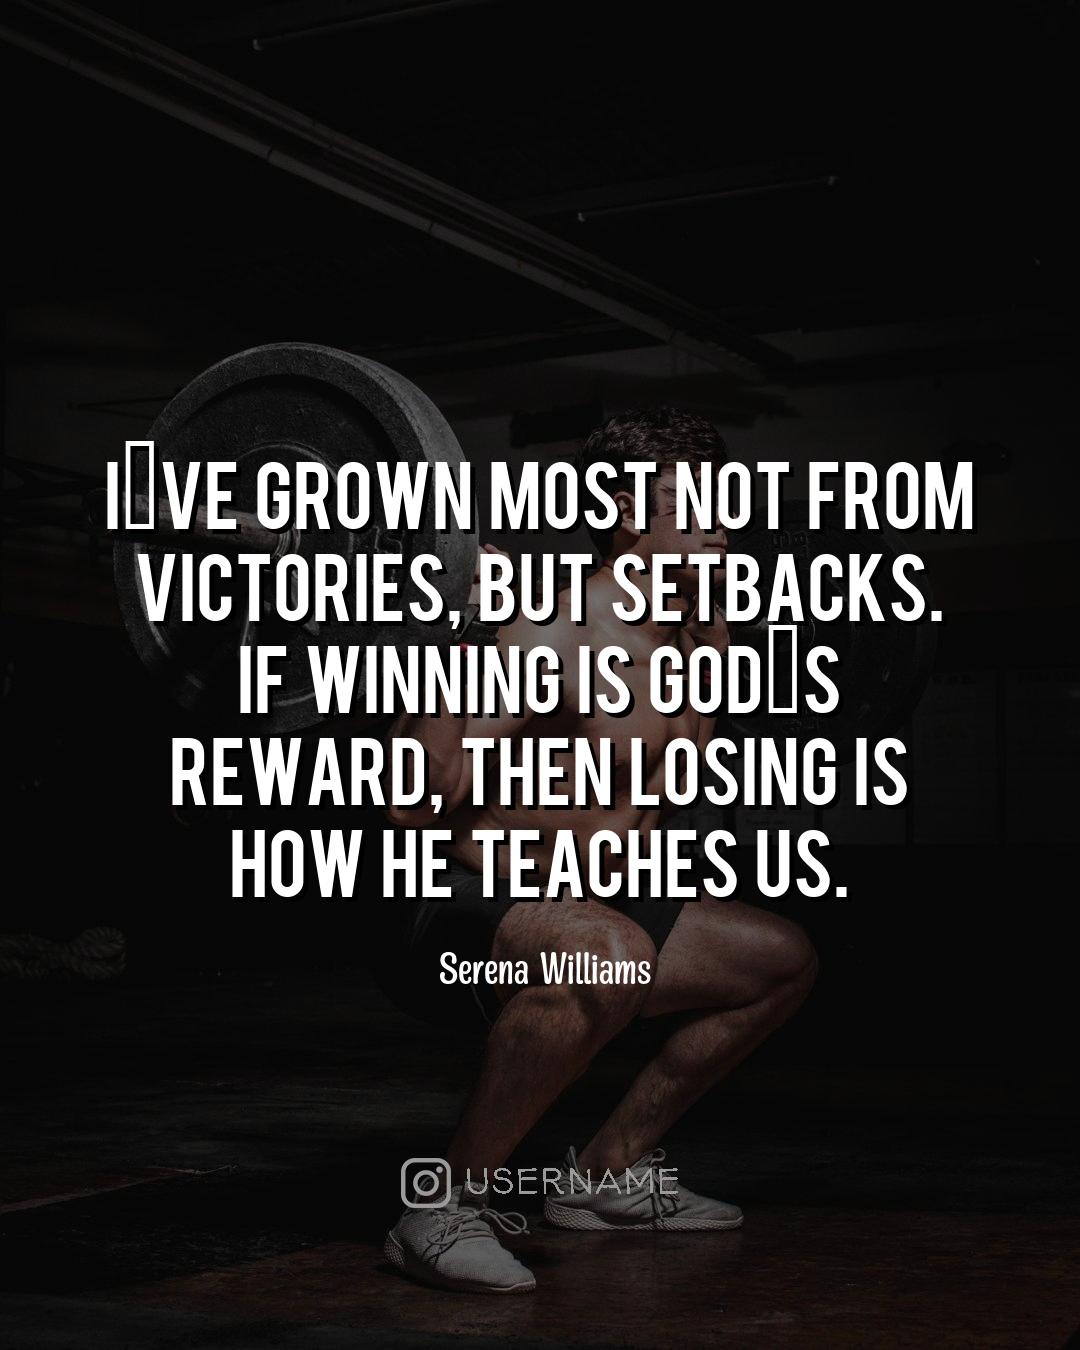 I▯VE GROWN MOST NOT FROM
VICTORIES, BUT SETBACKS.
IF WINNING IS GOD▯S
REWARD, THEN LOSING IS
HOW HE TEACHES US.
Serena Williams
USERNAME